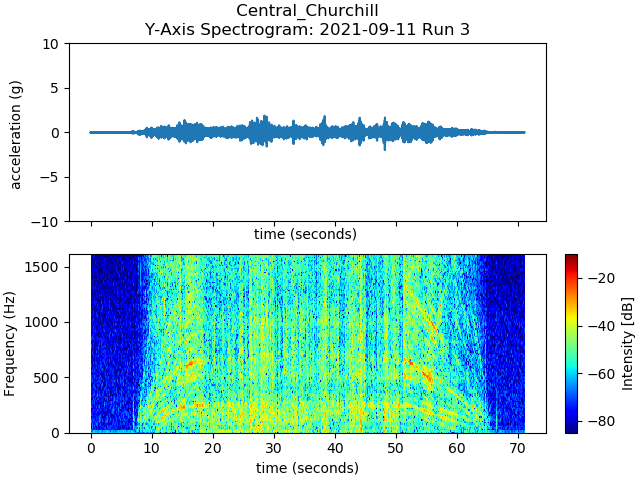 Central_Churchill
Y-Axis Spectrogram: 2021-09-11 Run 3
10
5
0
−5
−10
acceleration (g)
time (seconds)
1500
1000
500
0
Frequency (Hz)
0 10 20 30 40 50 60 70
time (seconds)
−20
−40
−60
−80
Intensity [dB]